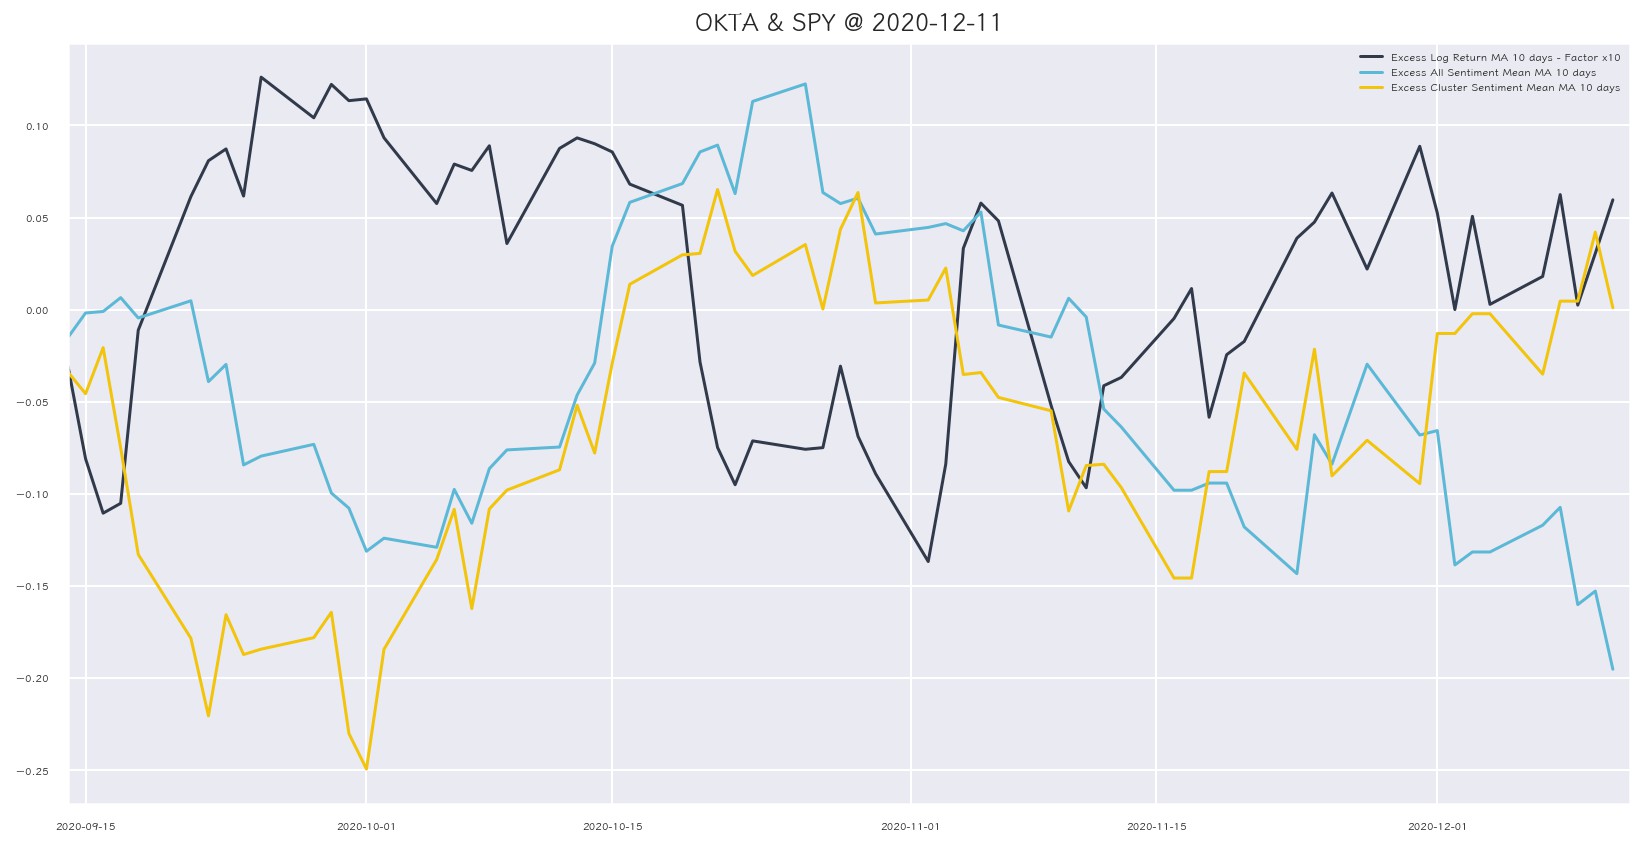 OKTA & SPY @ 2020-12-11
Excess Log Return MA 10 days - Factor x10
Excess All Sentiment Mean MA 10 days
Excess Cluster Sentiment Mean MA 10 days
0.10
0.05
0.00
−0.05
−0.10
−0.15
−0.20
−0.25
2020-09-15 2020-10-01 2020-10-15 2020-11-01 2020-11-15 2020-12-01